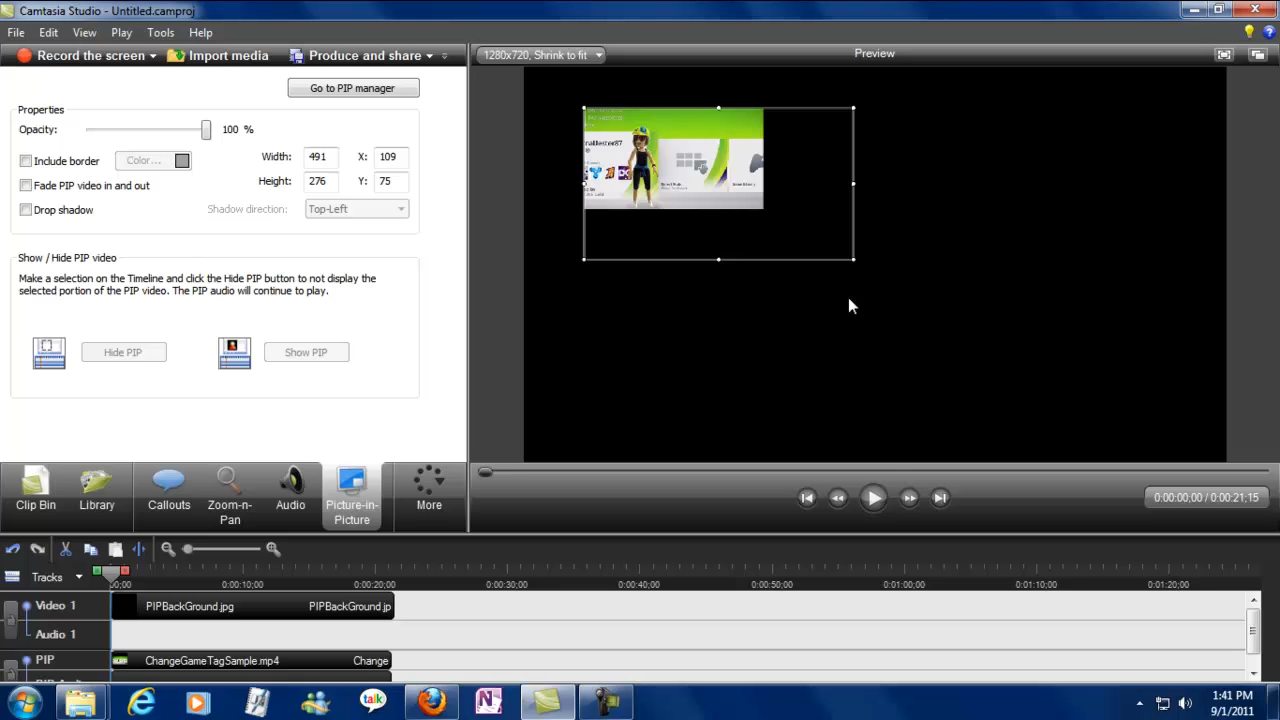 Camtasia Studio - Untitled.camproj
File Edit View Play Tools Help
Record the screen Import media Produce and share
1280x720, Shrink to fit Preview
Go to PIP manager
Properties
Opacity: 100 %
Include border Color... Width: 491 X: 109
Fade PIP video in and out Height: 276 Y: 75
Drop shadow Shadow direction: Top-Left
Show / Hide PIP video
Make a selection on the Timeline and click the Hide PIP button to not display the
selected portion of the PIP video. The PIP audio will continue to play.
Hide PIP Show PIP
Clip Bin Library Callouts Zoom-n-
Pan Audio Picture-in-
Picture More
0:00:00,00 / 0:00:21,15
Tracks
00;00 0:00:10;00 0:00:20;00 0:00:30;00 0:00:40;00 0:00:50;00 0:01:00;00 0:01:10;00 0:01:20;00
Video 1 PIPBackGround.jpg PIPBackGround.jp
Audio 1
PIP ChangeGameTagSample.mp4 Change
talk
1:41 PM
9/1/2011